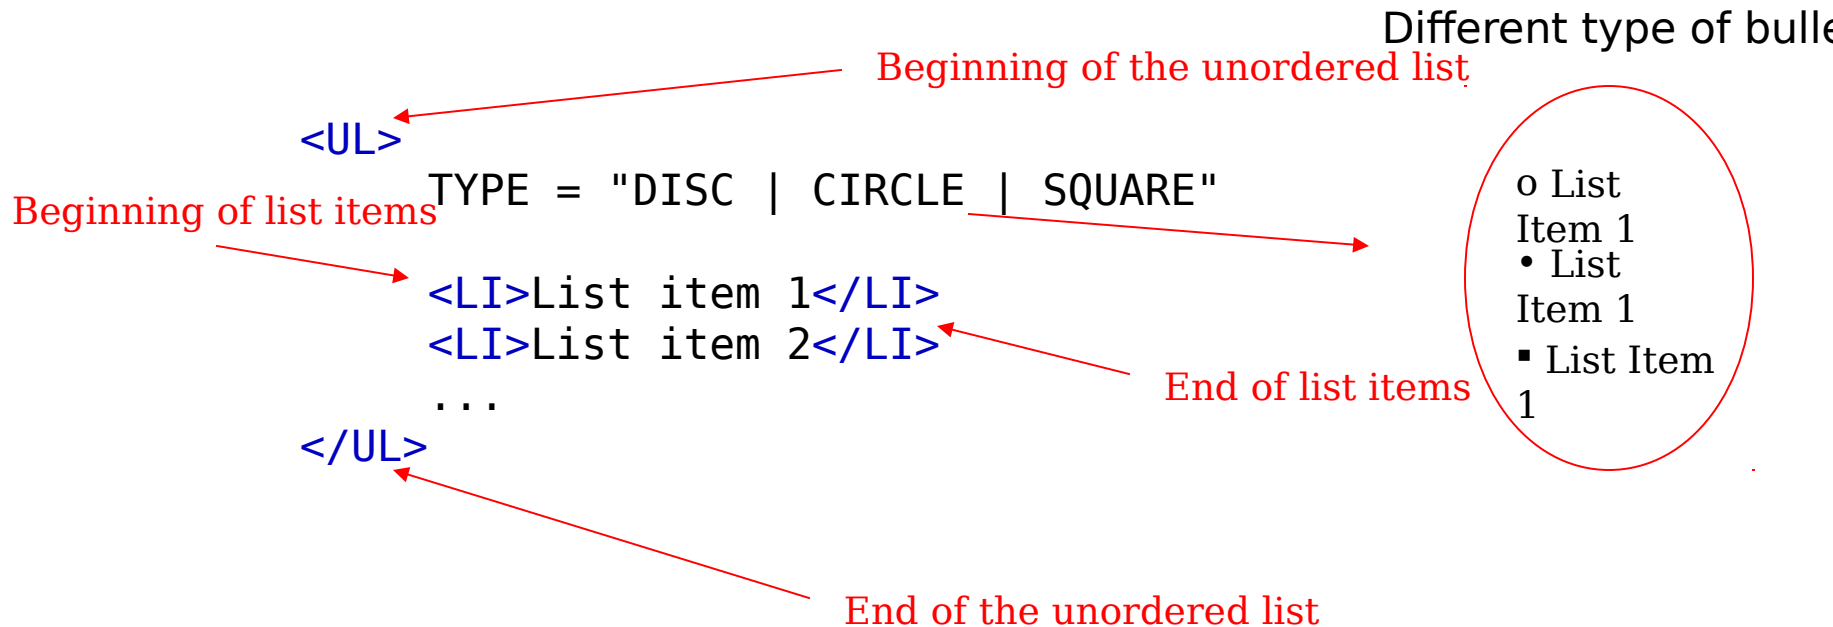 Different type of bulle
Beginning of the unordered list
<UL>
TYPE = "DISC | CIRCLE | SQUARE"
Beginning of list items
<LI>List item 1</LI>
<LI>List item 2</LI>
...
</UL>
End of list items
End of the unordered list
o List
Item 1
• List
Item 1
▪ List Item
1